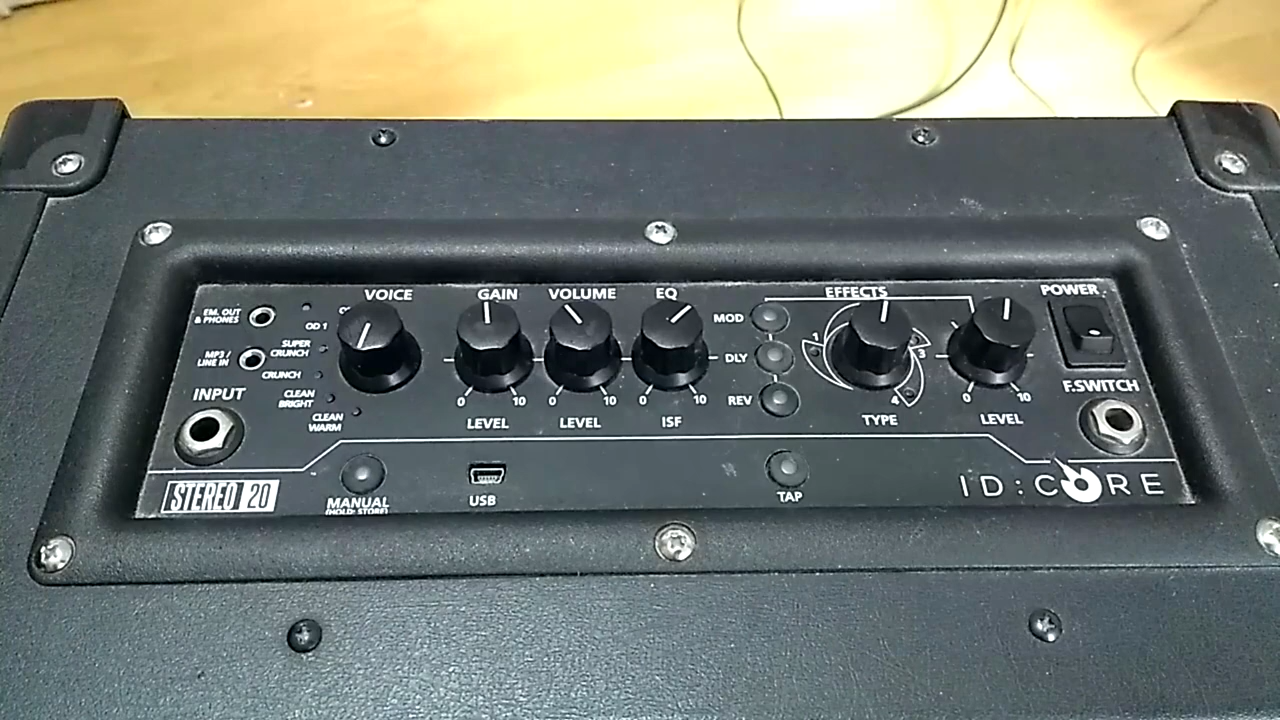 VOICE GAIN VOLUME EQ EFFECTS POWER
EM. OUT
& PHONES
OD 1
MOD
SUPER
CRUNCH
MP3 /
LINE IN
CRUNCH
1 3
DLY
INPUT
CLEAN
BRIGHT
CLEAN
WARM
0 10 0 10 0 10
REV
4
0 10
F.SWITCH
LEVEL LEVEL ISF TYPE LEVEL
STEREO 20
MANUAL
(HOLD: STORE)
USB
TAP
ID:CORE